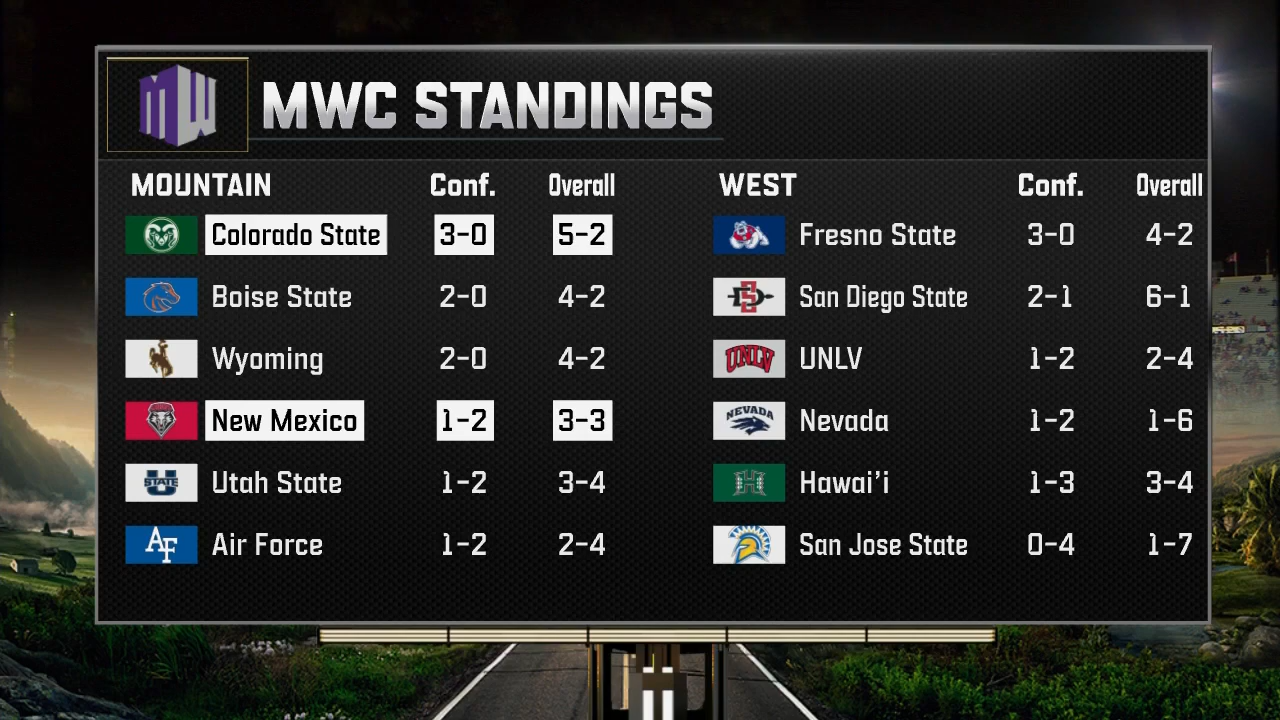 MW
MWC STANDINGS
MOUNTAIN Conf. Overall
Colorado State 3-0 5-2
Boise State 2-0 4-2
Wyoming 2-0 4-2
New Mexico 1-2 3-3
STATE Utah State 1-2 3-4
AF Air Force 1-2 2-4
WEST Conf. Overall
Fresno State 3-0 4-2
SD San Diego State 2-1 6-1
UNLV UNLV 1-2 2-4
NEVADA Nevada 1-2 1-6
H Hawai'i 1-3 3-4
San Jose State 0-4 1-7